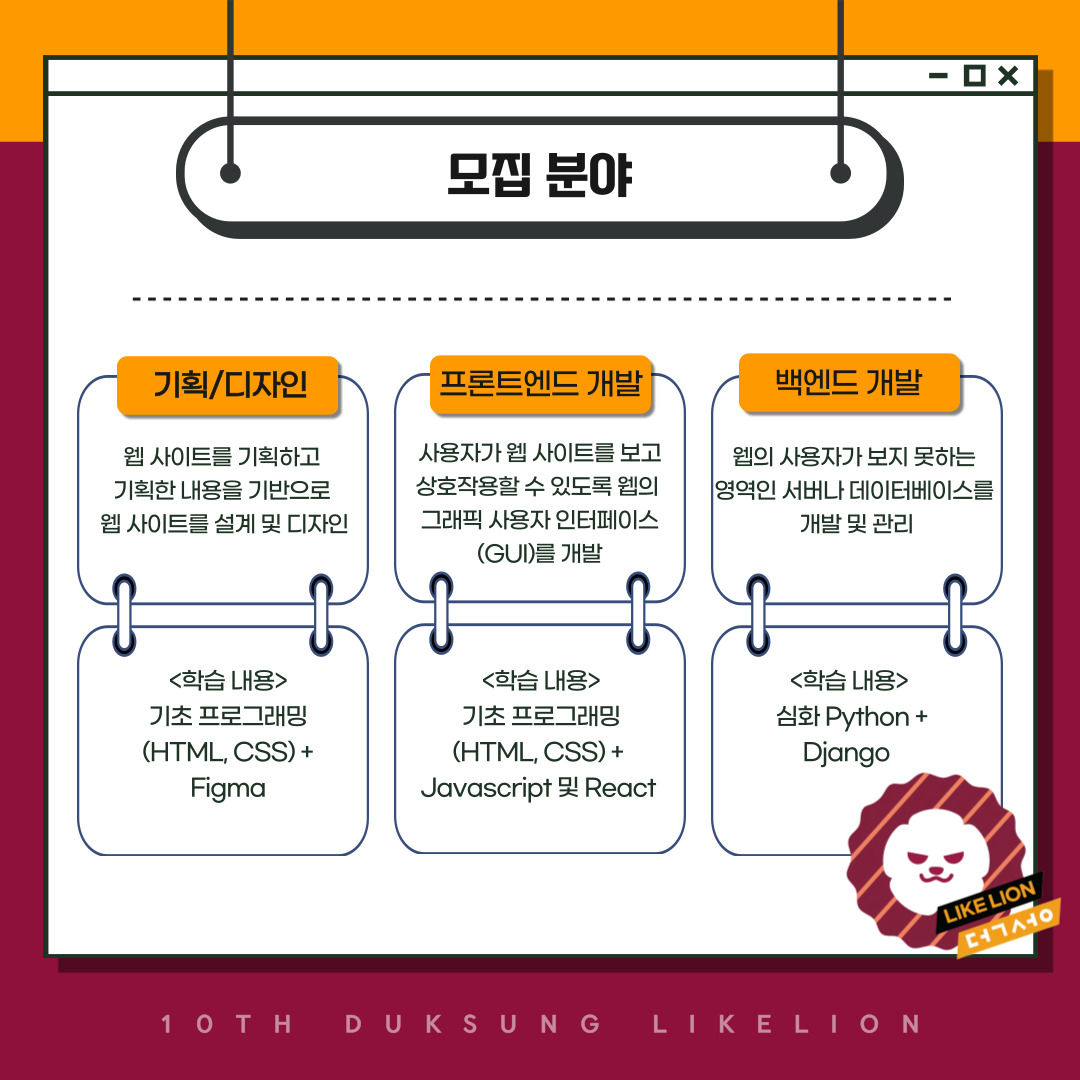 모집 분야
기획/디자인
웹 사이트를 기획하고
기획한 내용을 기반으로
웹 사이트를 설계 및 디자인
<학습 내용>
기초 프로그래밍
(HTML, CSS) +
Figma
프론트엔드 개발
사용자가 웹 사이트를 보고
상호작용할 수 있도록 웹의
그래픽 사용자 인터페이스
(GUI)를 개발
<학습 내용>
기초 프로그래밍
(HTML, CSS) +
Javascript 및 React
백엔드 개발
웹의 사용자가 보지 못하는
영역인 서버나 데이터베이스를
개발 및 관리
<학습 내용>
심화 Python +
Django
LIKE LION
덕ㄱ사ㅇ
10TH DUKSUNG LIKELION